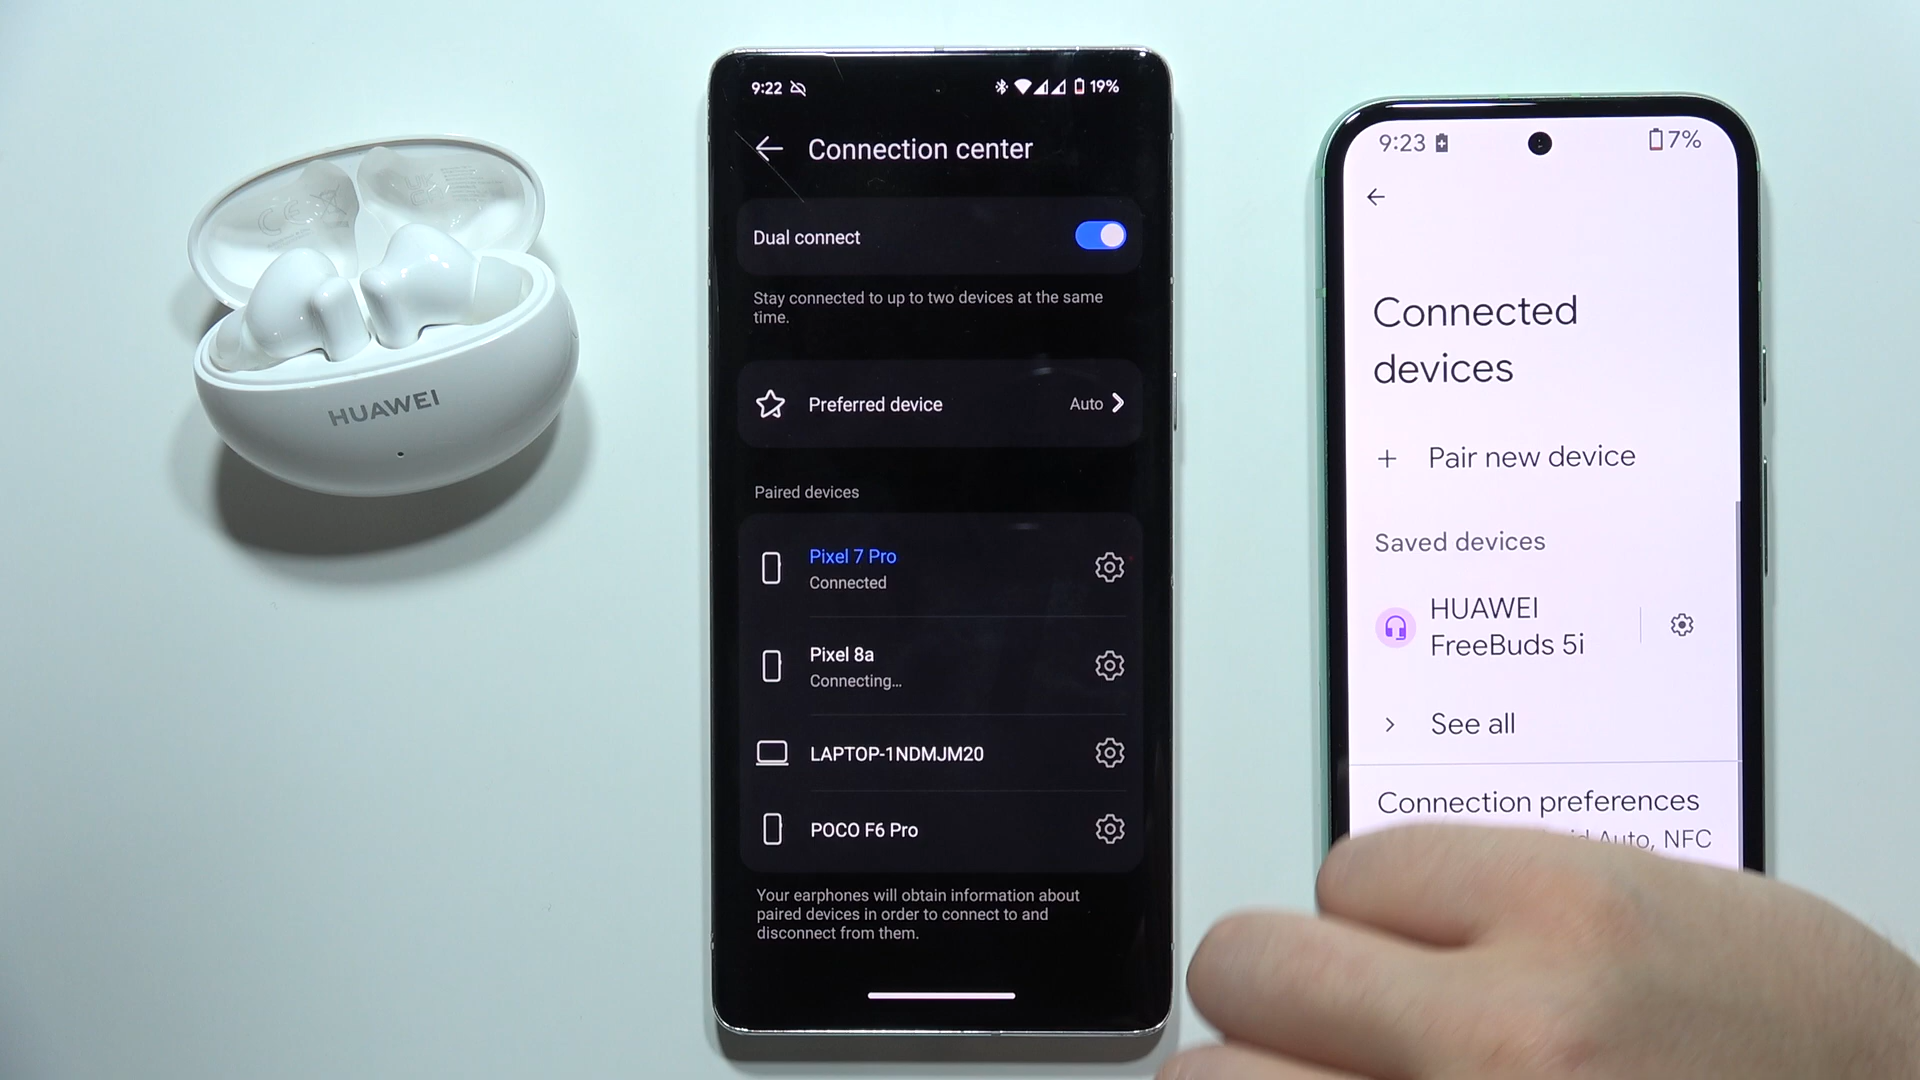 HUAWEI
9:22
19%
Connection center
Dual connect
Stay connected to up to two devices at the same
time.
Preferred device
Auto
Paired devices
Pixel 7 Pro
Connected
Pixel 8a
Connecting...
LAPTOP-1NDMJM20
POCO F6 Pro
Your earphones will obtain information about
paired devices in order to connect to and
disconnect from them.
9:23
7%
Connected
devices
Pair new device
Saved devices
HUAWEI
FreeBuds 5i
See all
Connection preferences
Auto, NFC